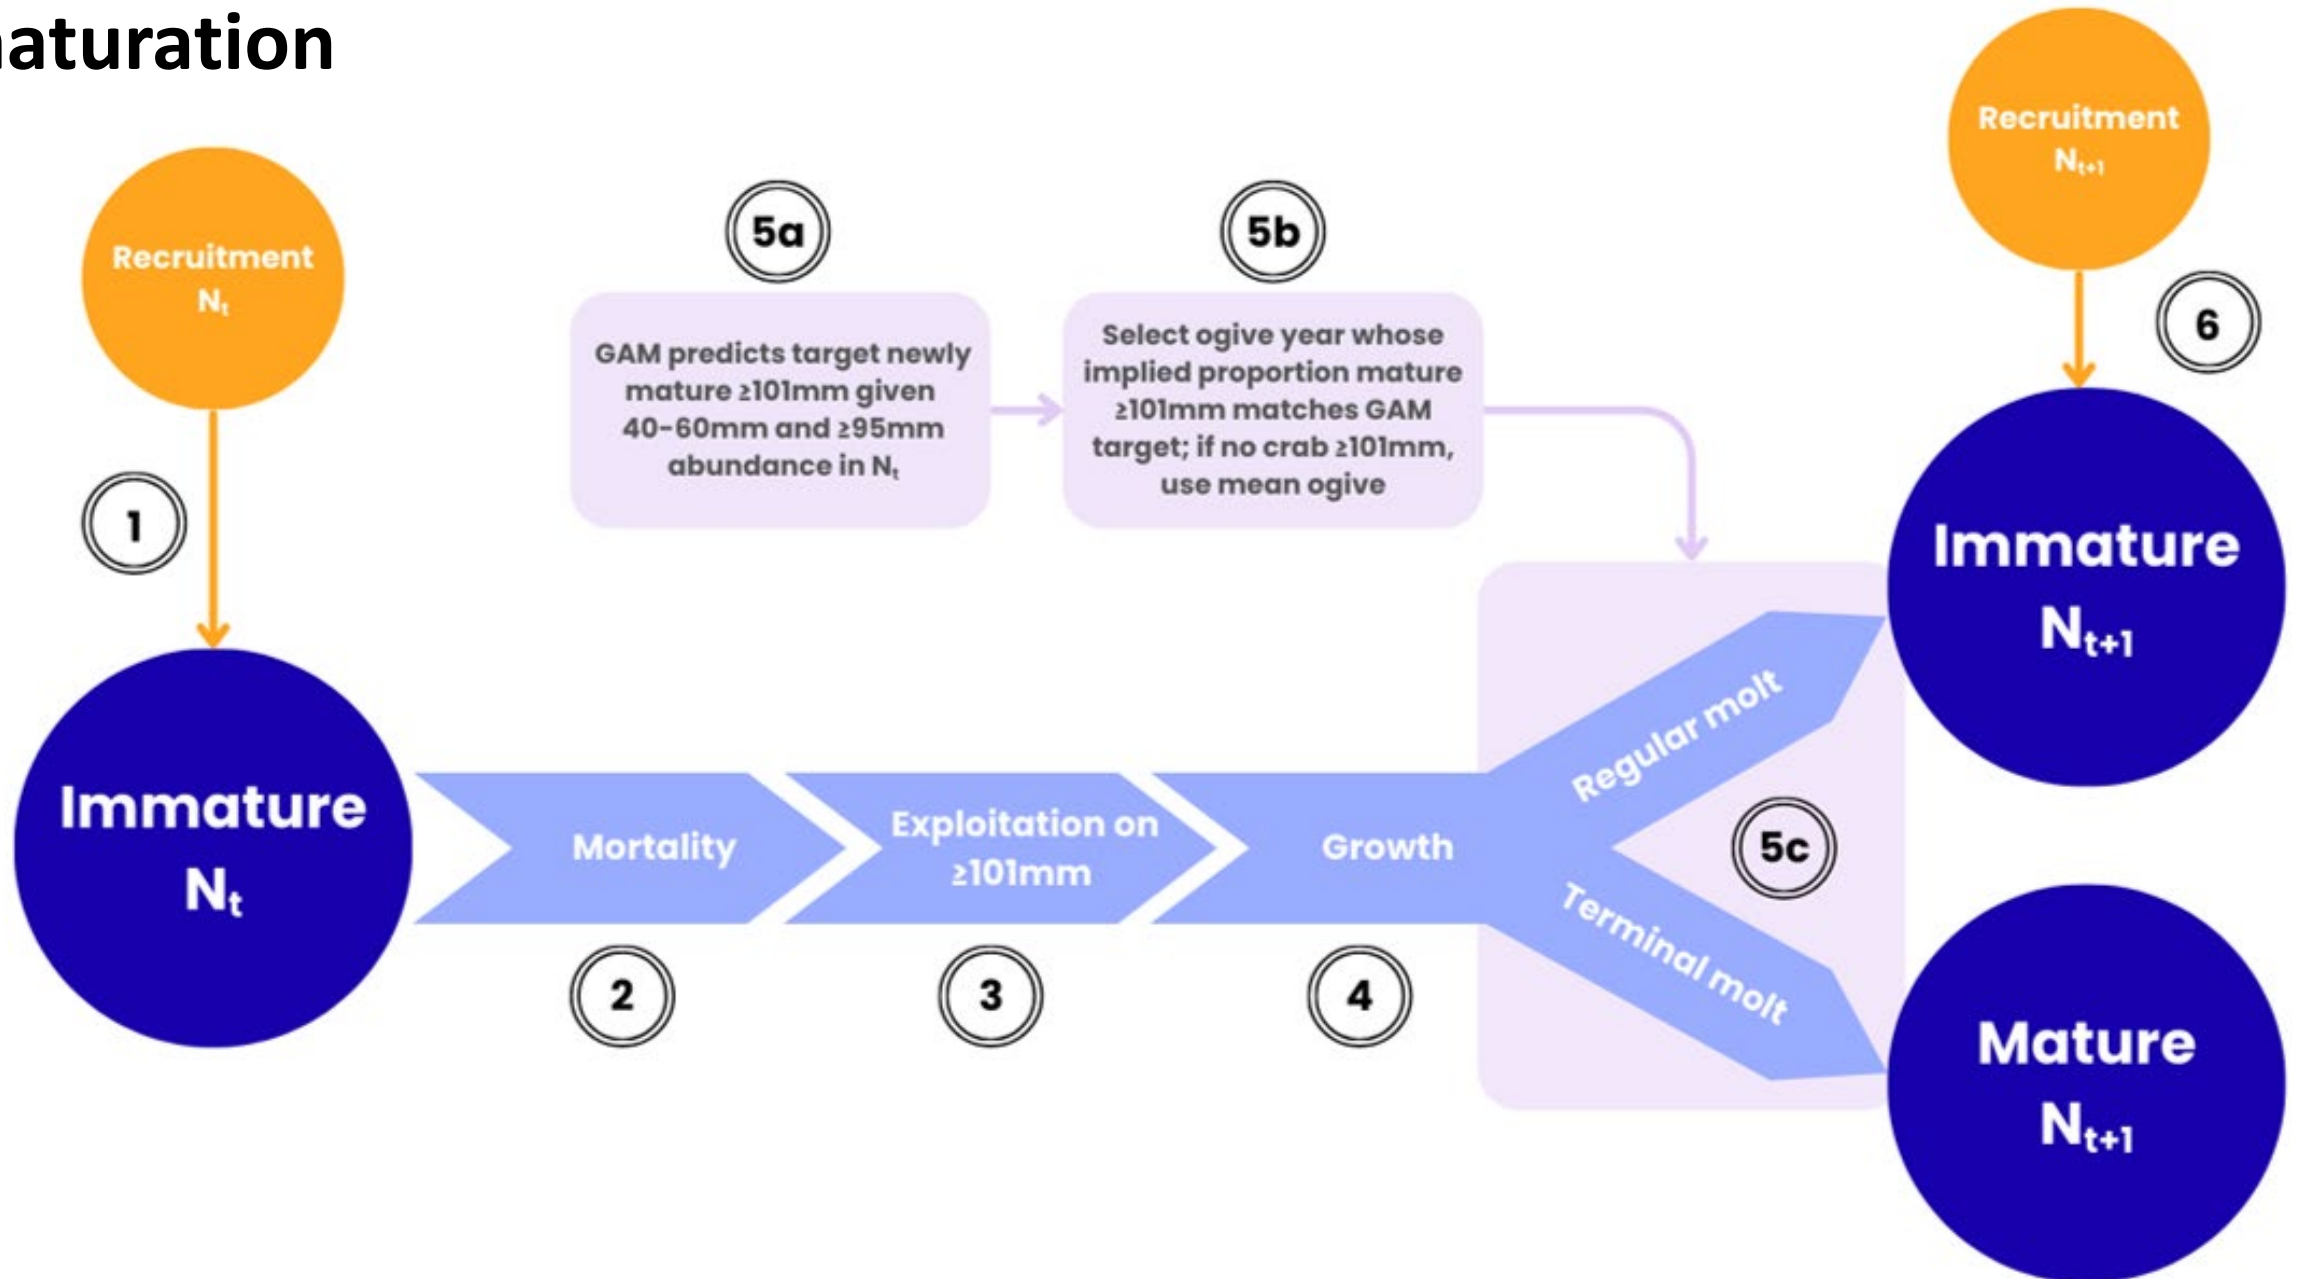 aturation
Recruitment
Nₜ
1
Immature
Nₜ
5a
GAM predicts target newly
mature ≥101mm given
40-60mm and ≥95mm
abundance in Nₜ
5b
Select ogive year whose
implied proportion mature
≥101mm matches GAM
target; if no crab ≥101mm,
use mean ogive
Mortality
2
Exploitation on
≥101mm
3
Growth
4
Regular molt
Terminal molt
5c
Recruitment
Nₜ₊₁
6
Immature
Nₜ₊₁
Mature
Nₜ₊₁